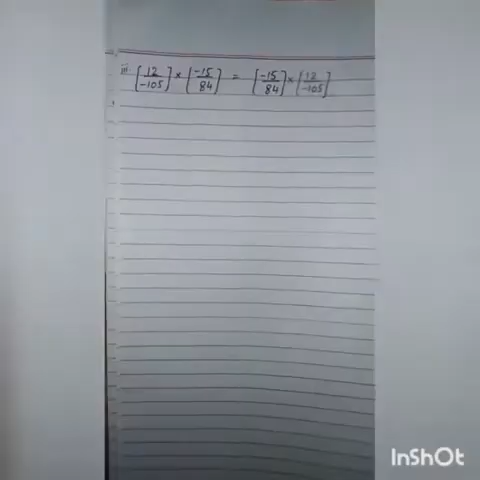 iii. [12/-105] × [-15/84] = [-15/84] × [12/-105]
InShOt